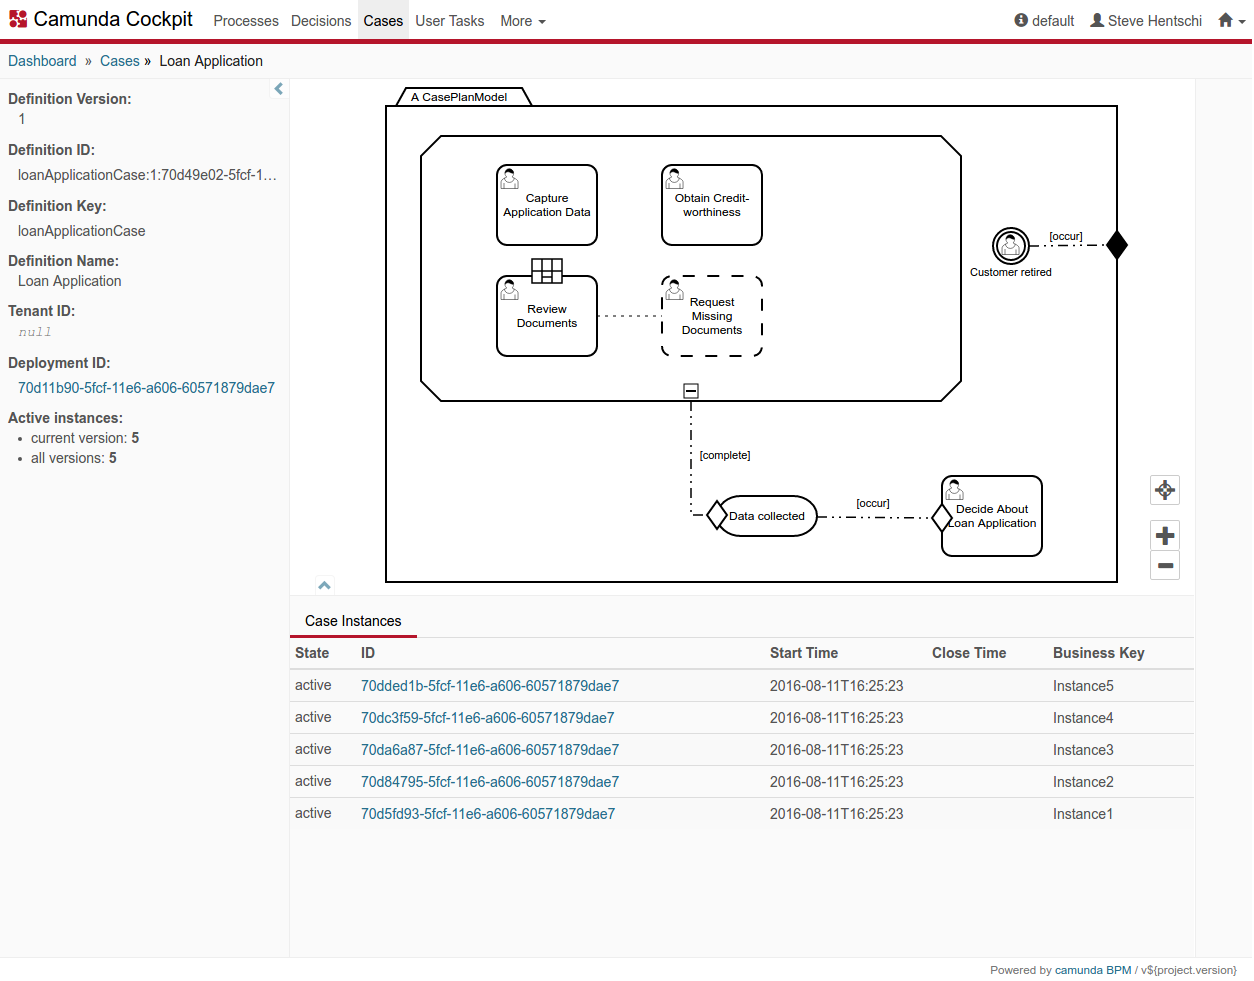 Camunda Cockpit Processes Decisions Cases User Tasks More default Steve Hentschi
Dashboard » Cases » Loan Application
Definition Version:
1
Definition ID:
loanApplicationCase:1:70d49e02-5fcf-1…
Definition Key:
loanApplicationCase
Definition Name:
Loan Application
Tenant ID:
null
Deployment ID:
70d11b90-5fcf-11e6-a606-60571879dae7
Active instances:
• current version: 5
• all versions: 5
A CasePlanModel
Capture
Application Data
Obtain Credit-
worthiness
Review
Documents
Request
Missing
Documents
[occur]
Customer retired
[complete]
Data collected
[occur]
Decide About
Loan Application
Case Instances
State ID Start Time Close Time Business Key
active 70dded1b-5fcf-11e6-a606-60571879dae7 2016-08-11T16:25:23 Instance5
active 70dc3f59-5fcf-11e6-a606-60571879dae7 2016-08-11T16:25:23 Instance4
active 70da6a87-5fcf-11e6-a606-60571879dae7 2016-08-11T16:25:23 Instance3
active 70d84795-5fcf-11e6-a606-60571879dae7 2016-08-11T16:25:23 Instance2
active 70d5fd93-5fcf-11e6-a606-60571879dae7 2016-08-11T16:25:23 Instance1
Powered by camunda BPM / v${project.version}